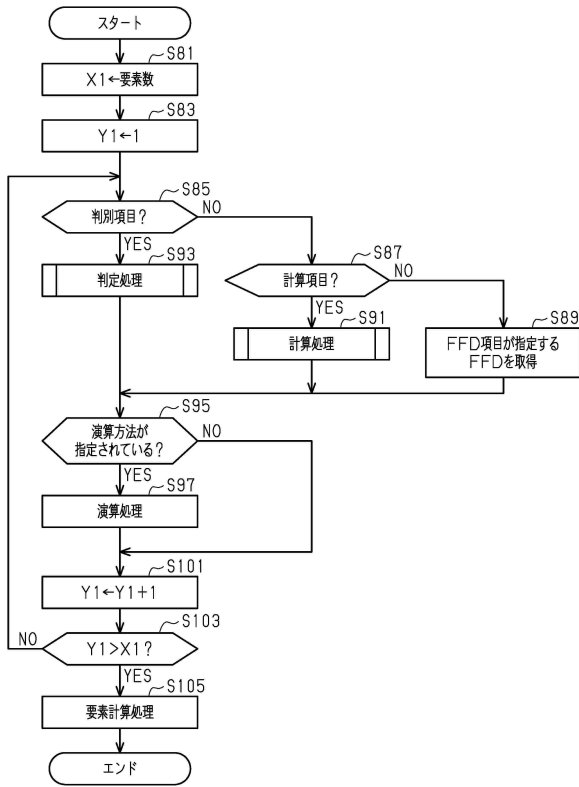 スタート
S81
X1←要素数
S83
Y1←1
S85
判別項目?
NO
YES
S87
計算項目?
NO
YES
S93
判定処理
S91
計算処理
S89
FFD項目が指定する
FFDを取得
S95
演算方法が
指定されている?
NO
YES
S97
演算処理
S101
Y1←Y1+1
S103
Y1>X1?
NO
YES
S105
要素計算処理
エンド